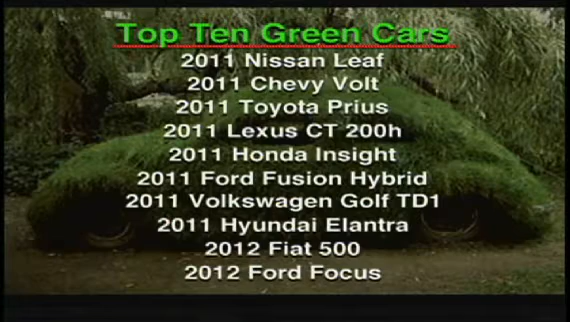 Top Ten Green Cars
2011 Nissan Leaf
2011 Chevy Volt
2011 Toyota Prius
2011 Lexus CT 200h
2011 Honda Insight
2011 Ford Fusion Hybrid
2011 Volkswagen Golf TD1
2011 Hyundai Elantra
2012 Fiat 500
2012 Ford Focus